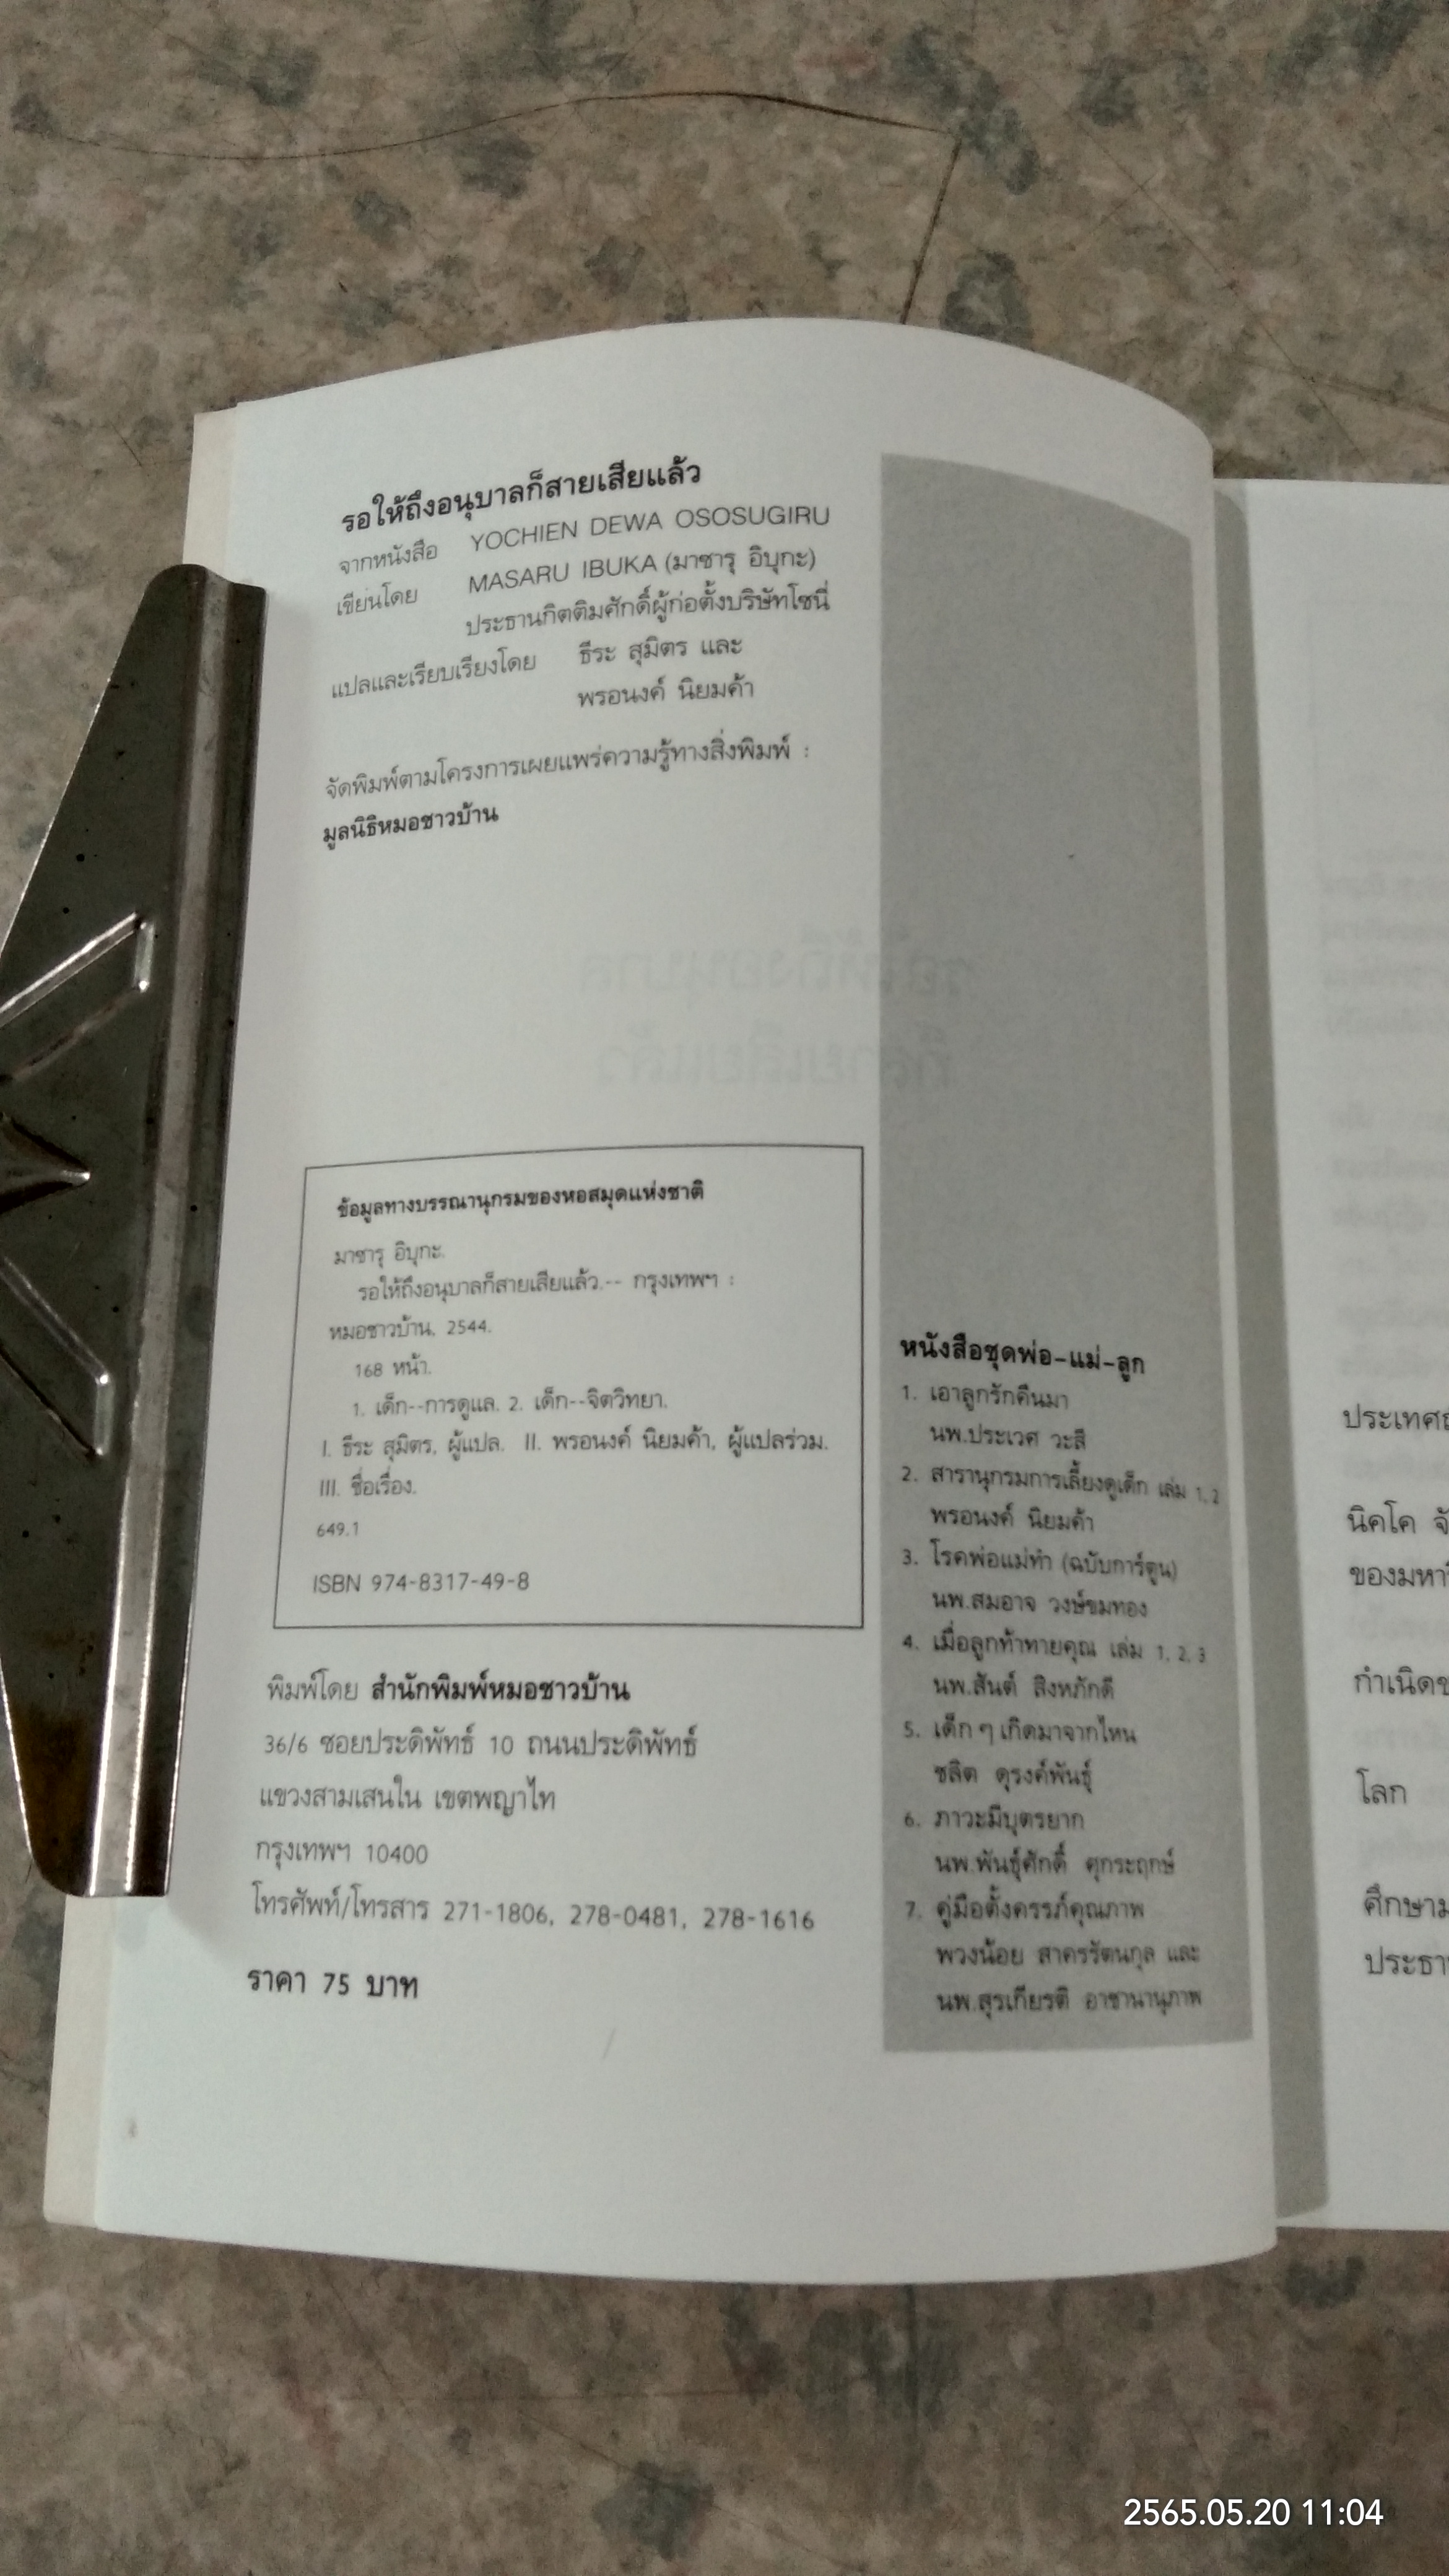 รอให้ถึงอนุบาลก็สายเสียแล้ว
จากหนังสือ YOCHIEN DEWA OSOSUGIRU
เขียนโดย MASARU IBUKA (มาซารุ อิบุกะ)
ประธานกิตติมศักดิ์ผู้ก่อตั้งบริษัทโซนี่
แปลและเรียบเรียงโดย ธีระ สุมิตร และ
พรอนงค์ นิยมค้า
จัดพิมพ์ตามโครงการเผยแพร่ความรู้ทางสิ่งพิมพ์ :
มูลนิธิหมอชาวบ้าน
ข้อมูลทางบรรณานุกรมของหอสมุดแห่งชาติ
มาซารุ อิบุกะ.
รอให้ถึงอนุบาลก็สายเสียแล้ว.-- กรุงเทพฯ :
หมอชาวบ้าน, 2544.
168 หน้า.
1. เด็ก--การดูแล. 2. เด็ก--จิตวิทยา.
I. ธีระ สุมิตร, ผู้แปล. II. พรอนงค์ นิยมค้า, ผู้แปลร่วม.
III. ชื่อเรื่อง.
649.1
ISBN 974-8317-49-8
พิมพ์โดย สำนักพิมพ์หมอชาวบ้าน
36/6 ซอยประดิพัทธ์ 10 ถนนประดิพัทธ์
แขวงสามเสนใน เขตพญาไท
กรุงเทพฯ 10400
โทรศัพท์/โทรสาร 271-1806, 278-0481, 278-1616
ราคา 75 บาท
หนังสือชุดพ่อ-แม่-ลูก
1. เอาลูกรักคืนมา
นพ.ประเวศ วะสี
2. สารานุกรมการเลี้ยงดูเด็ก เล่ม 1, 2
พรอนงค์ นิยมค้า
3. โรคพ่อแม่ทำ (ฉบับการ์ตูน)
นพ.สมอาจ วงษ์ขมทอง
4. เมื่อลูกท้าทายคุณ เล่ม 1, 2, 3
นพ.สันต์ สิงหภักดี
5. เด็ก ๆ เกิดมาจากไหน
ชลิต ดุรงค์พันธุ์
6. ภาวะมีบุตรยาก
นพ.พันธุ์ศักดิ์ ศุกระฤกษ์
7. คู่มือตั้งครรภ์คุณภาพ
พวงน้อย สาครรัตนกุล และ
นพ.สุรเกียรติ อาชานานุภาพ
นิคโค
โลก
2565.05.20 11:04